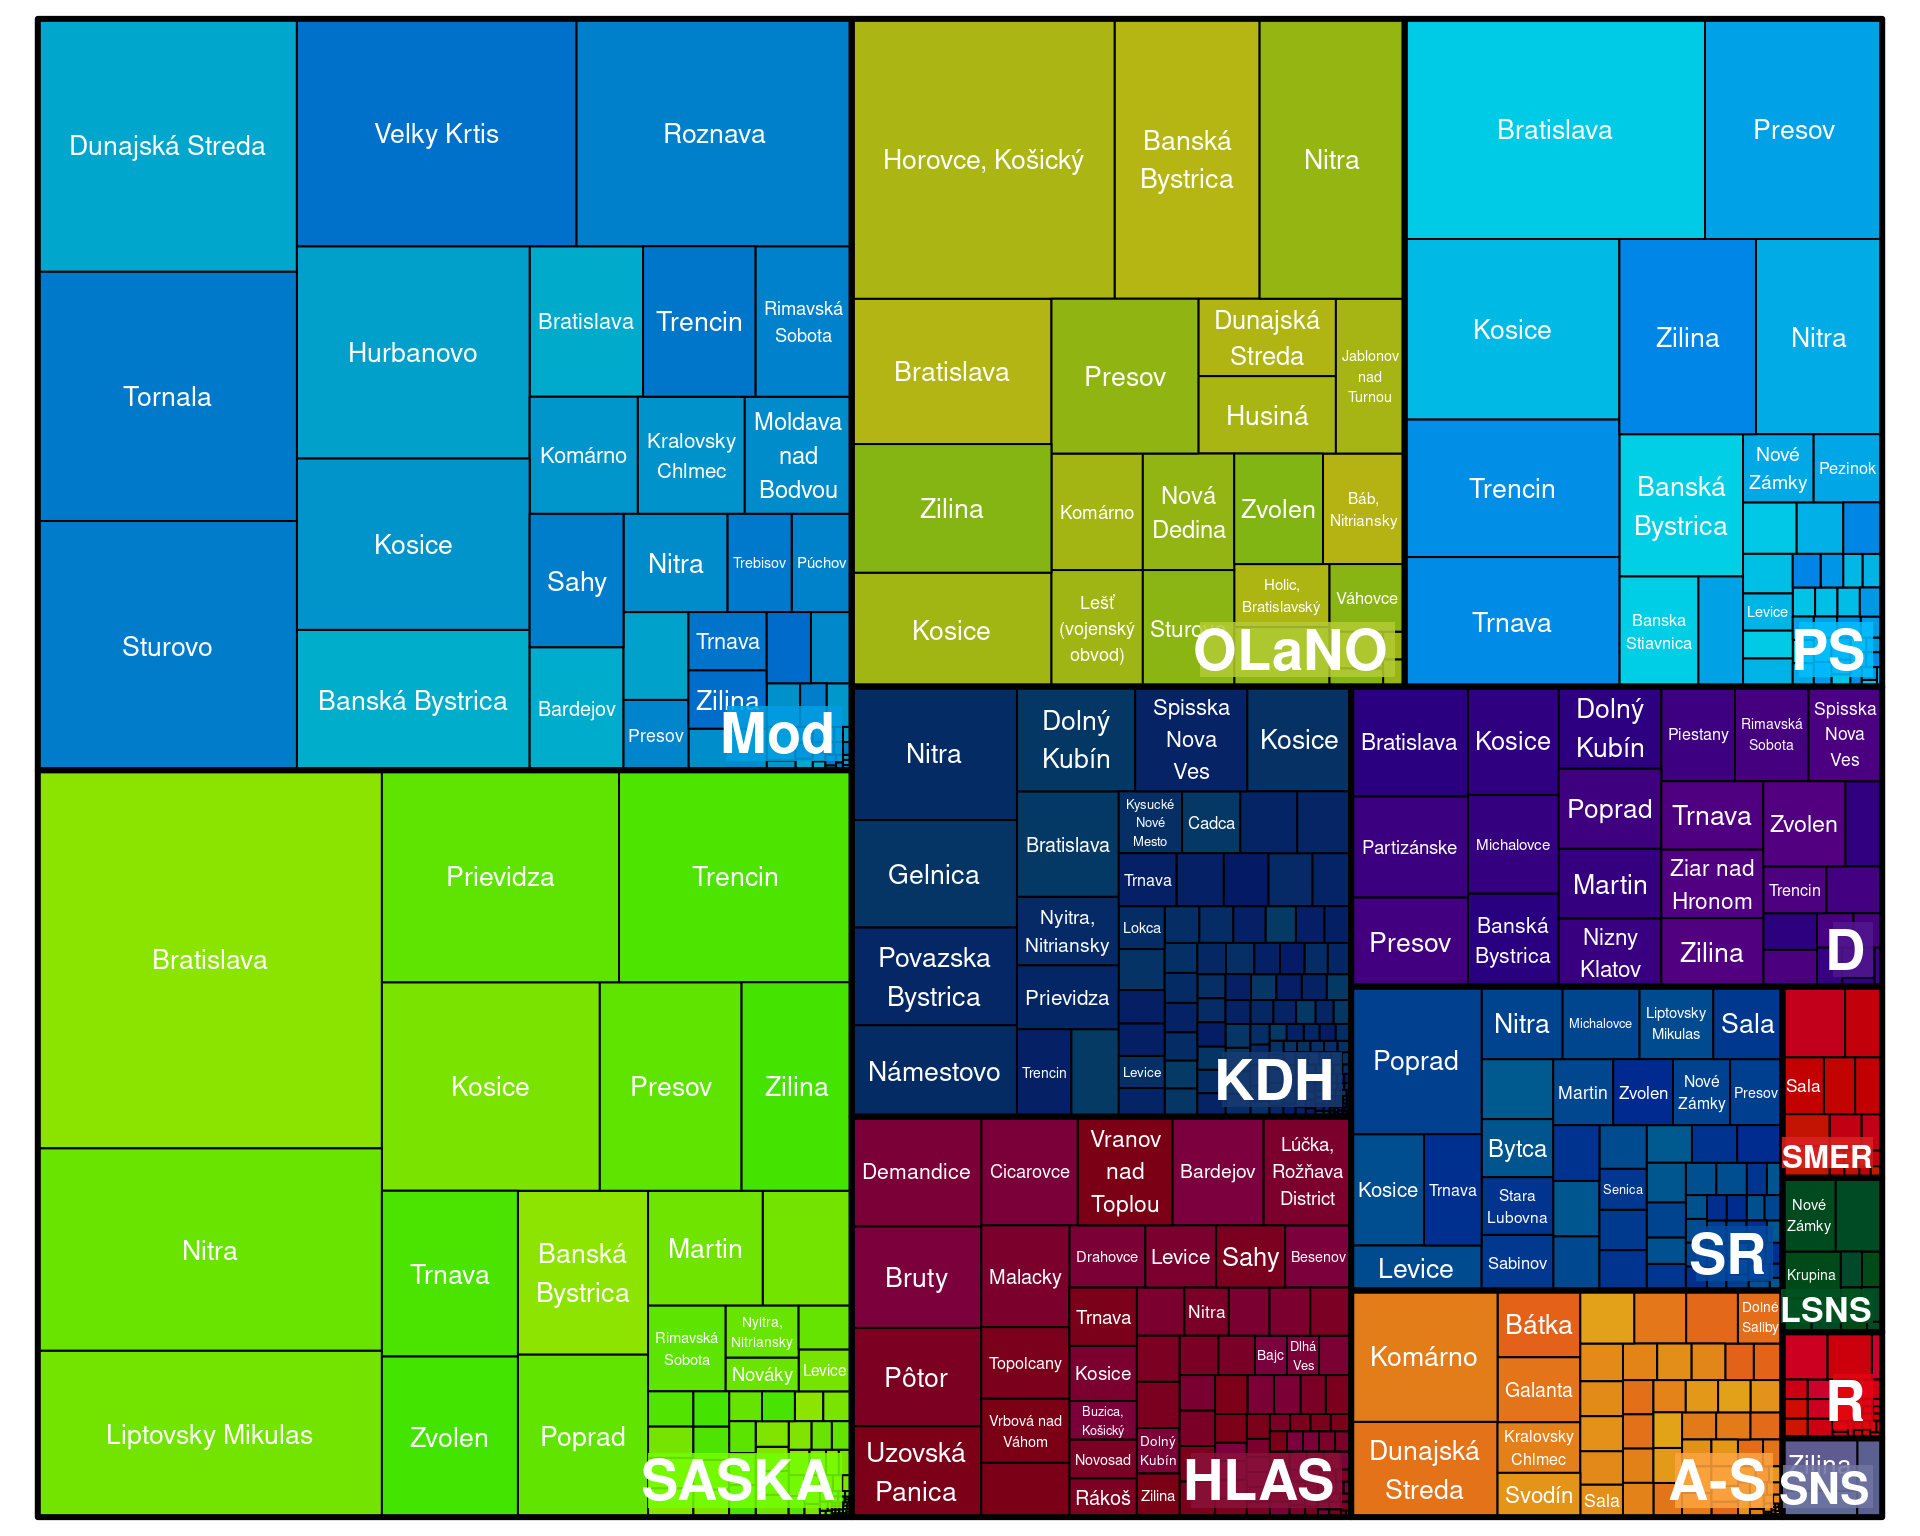 Dunajská Streda
Velky Krtis
Roznava
Tornala
Sturovo
Hurbanovo
Bratislava
Trencin
Rimavská
Sobota
Kosice
Komárno
Kralovsky
Chlmec
Moldava
nad
Bodvou
Banská Bystrica
Sahy
Nitra
Trebisov
Púchov
Bardejov
Trnava
Zilina
Presov
Mod
Horovce, Košický
Banská
Bystrica
Nitra
Bratislava
Presov
Dunajská
Streda
Husiná
Jablonov
nad
Turnou
Zilina
Komárno
Nová
Dedina
Zvolen
Báb,
Nitriansky
Kosice
Lešť
(vojenský
obvod)
Sturovo
Holic,
Bratislavský
Váhovce
OLaNO
Bratislava
Presov
Kosice
Zilina
Nitra
Trencin
Banská
Bystrica
Nové
Zámky
Pezinok
Trnava
Banska
Stiavnica
Levice
PS
Bratislava
Prievidza
Trencin
Kosice
Presov
Zilina
Nitra
Trnava
Banská
Bystrica
Martin
Liptovsky Mikulas
Zvolen
Poprad
Rimavská
Sobota
Nyitra,
Nitriansky
Nováky
Levice
SASKA
Nitra
Dolný
Kubín
Spisska
Nova
Ves
Kosice
Gelnica
Bratislava
Kysucké
Nové
Mesto
Cadca
Trnava
Povazska
Bystrica
Nyitra,
Nitriansky
Lokca
Prievidza
Námestovo
Trencin
Levice
KDH
Bratislava
Kosice
Dolný
Kubín
Piestany
Rimavská
Sobota
Spisska
Nova
Ves
Partizánske
Michalovce
Poprad
Trnava
Zvolen
Presov
Banská
Bystrica
Martin
Ziar nad
Hronom
Trencin
Nizny
Klatov
Zilina
D
Demandice
Cicarovce
Vranov
nad
Toplou
Bardejov
Lúčka,
Rožňava
District
Bruty
Malacky
Drahovce
Levice
Sahy
Besenov
Trnava
Nitra
Pôtor
Topolcany
Kosice
Bajc
Dlhá
Ves
Uzovská
Panica
Vrbová nad
Váhom
Buzica,
Košický
Novosad
Dolný
Kubín
Rákoš
Zilina
HLAS
Poprad
Nitra
Michalovce
Liptovsky
Mikulas
Sala
Martin
Zvolen
Nové
Zámky
Presov
Kosice
Trnava
Bytca
Stara
Lubovna
Senica
Levice
Sabinov
SR
Sala
SMER
Nové
Zámky
Krupina
LSNS
Komárno
Bátka
Dolné
Saliby
Galanta
Dunajská
Streda
Kralovsky
Chlmec
Svodín
Sala
A-S
R
Zilina
SNS